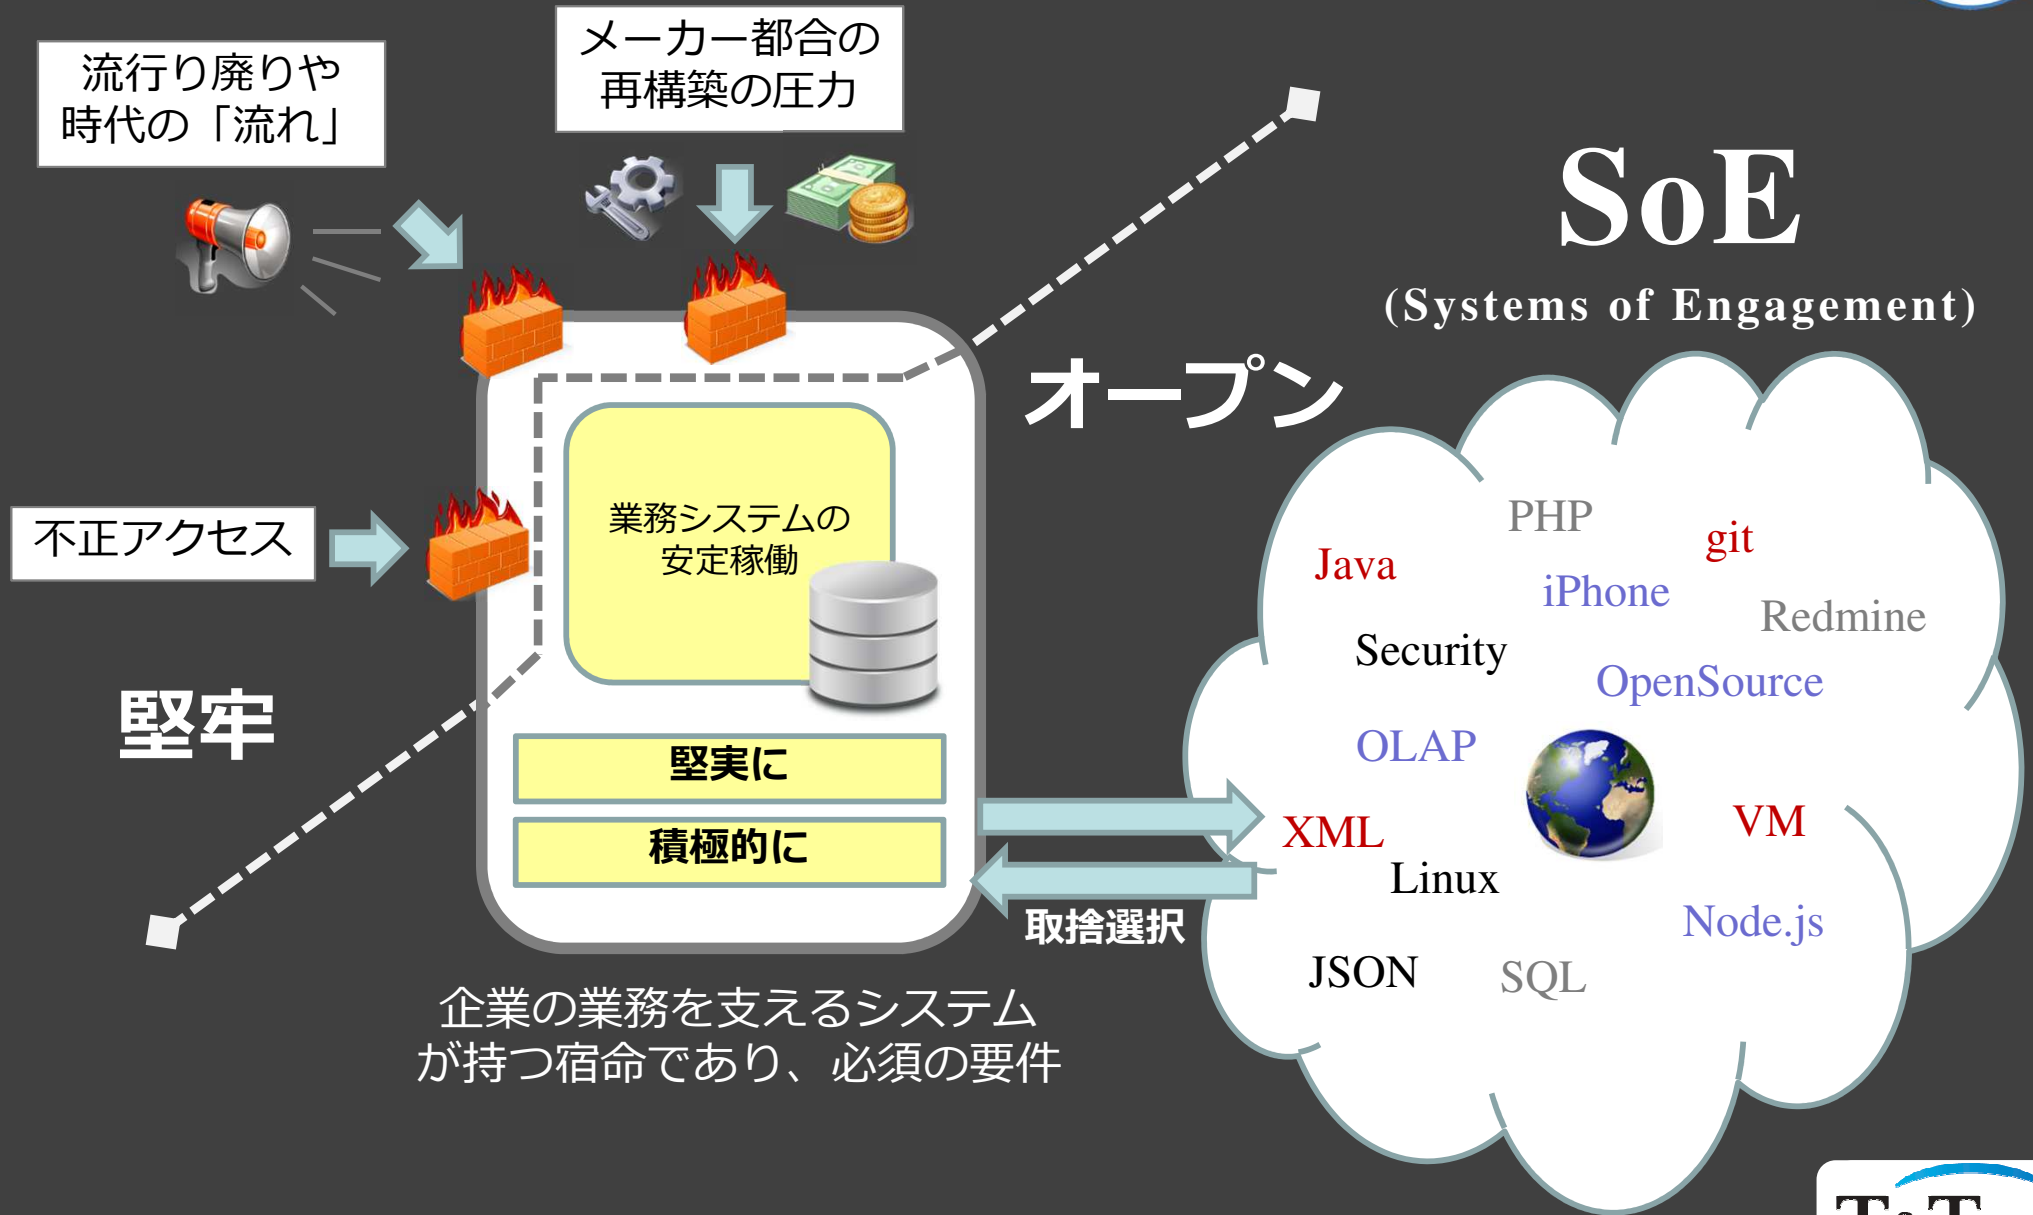 メーカー都合の
再構築の圧力
流行り廃りや
時代の「流れ」
SoE
(Systems of Engagement)
オープン
不正アクセス
業務システムの
安定稼働
堅牢
堅実に
積極的に
取捨選択
企業の業務を支えるシステム
が持つ宿命であり、必須の要件
PHP
git
Java
iPhone
Redmine
Security
OpenSource
OLAP
XML
VM
Linux
Node.js
JSON
SQL